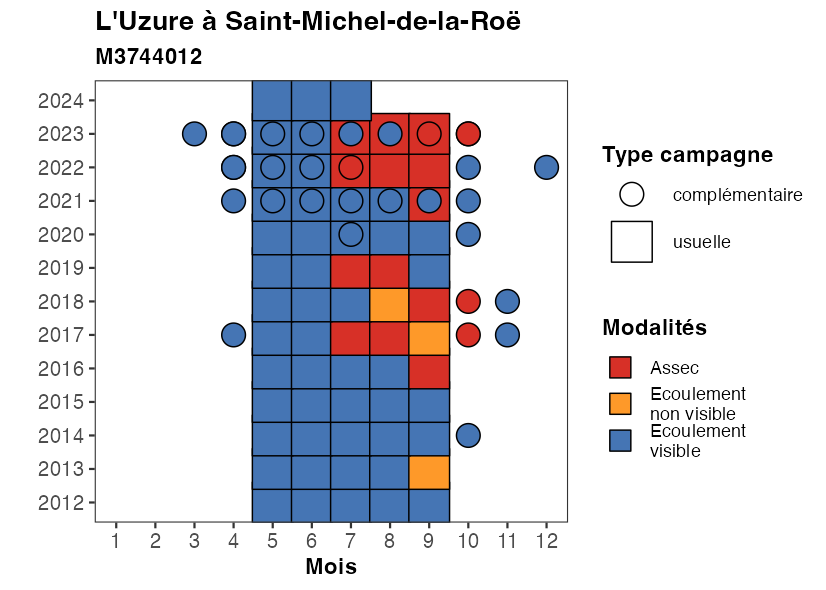 L'Uzure à Saint-Michel-de-la-Roë
M3744012
2024
2023
2022
2021
2020
2019
2018
2017
2016
2015
2014
2013
2012
1 2 3 4 5 6 7 8 9 10 11 12
Mois
Type campagne
complémentaire
usuelle
Modalités
Assec
Ecoulement
non visible
Ecoulement
visible